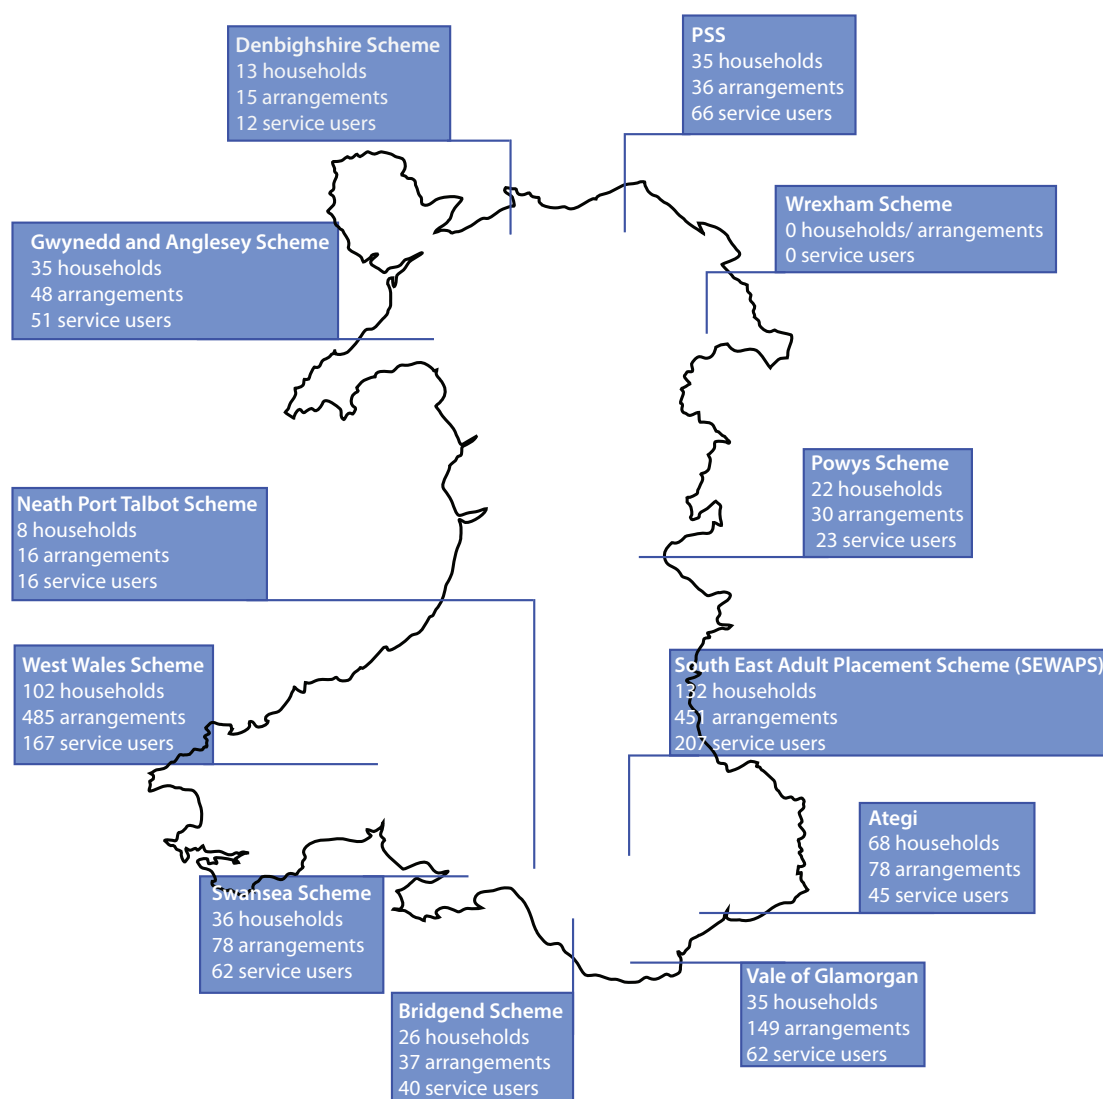 Denbighshire Scheme
13 households
15 arrangements
12 service users
PSS
35 households
36 arrangements
66 service users
Wrexham Scheme
0 households/ arrangements
0 service users
Gwynedd and Anglesey Scheme
35 households
48 arrangements
51 service users
Powys Scheme
22 households
30 arrangements
23 service users
Neath Port Talbot Scheme
8 households
16 arrangements
16 service users
West Wales Scheme
102 households
485 arrangements
167 service users
South East Adult Placement Scheme (SEWAPS)
132 households
451 arrangements
207 service users
Ategi
68 households
78 arrangements
45 service users
Swansea Scheme
36 households
78 arrangements
62 service users
Vale of Glamorgan
35 households
149 arrangements
62 service users
Bridgend Scheme
26 households
37 arrangements
40 service users